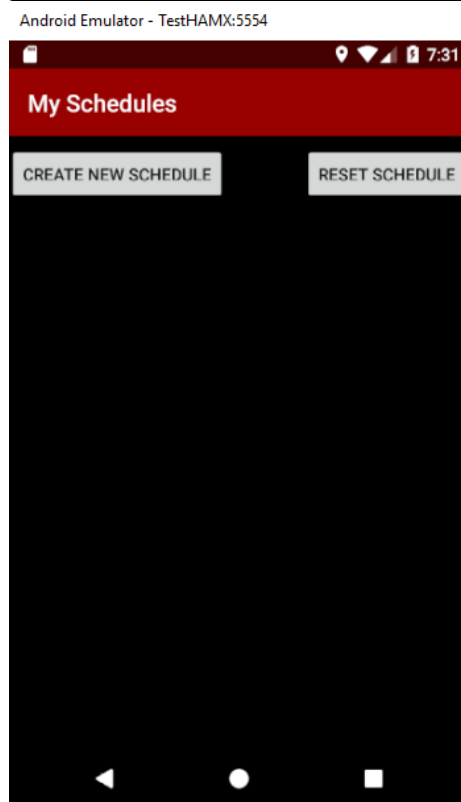 Android Emulator - TestHAMX:5554
7:31
My Schedules
CREATE NEW SCHEDULE
RESET SCHEDULE